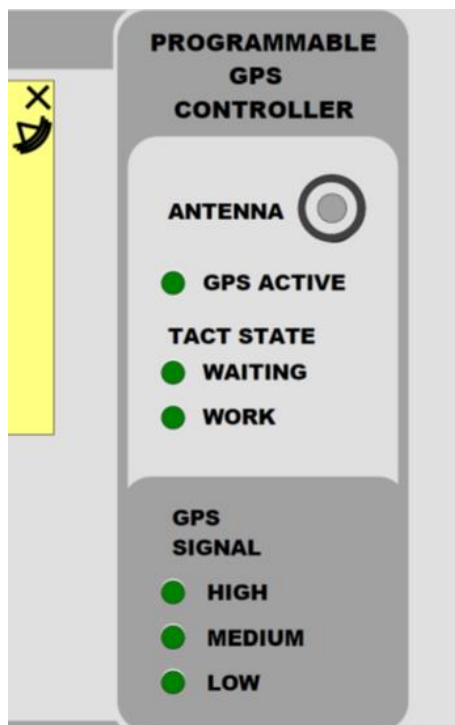 PROGRAMMABLE
GPS
CONTROLLER
ANTENNA
GPS ACTIVE
TACT STATE
WAITING
WORK
GPS
SIGNAL
HIGH
MEDIUM
LOW